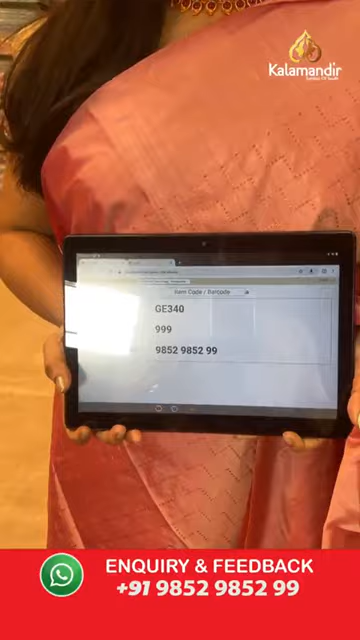 Kalamandir
Item Code / Barcode
GE340
999
9852 9852 99
ENQUIRY & FEEDBACK
+91 9852 9852 99